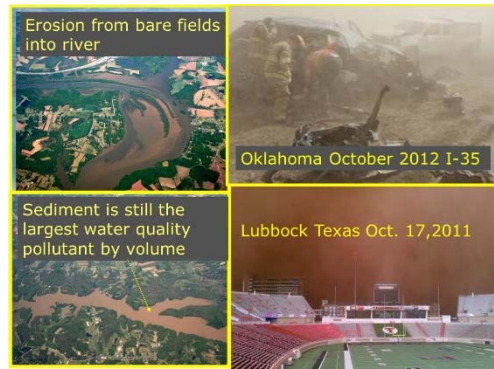 Erosion from bare fields
into river
Oklahoma October 2012 I-35
Sediment is still the
largest water quality
pollutant by volume
Lubbock Texas Oct. 17,2011